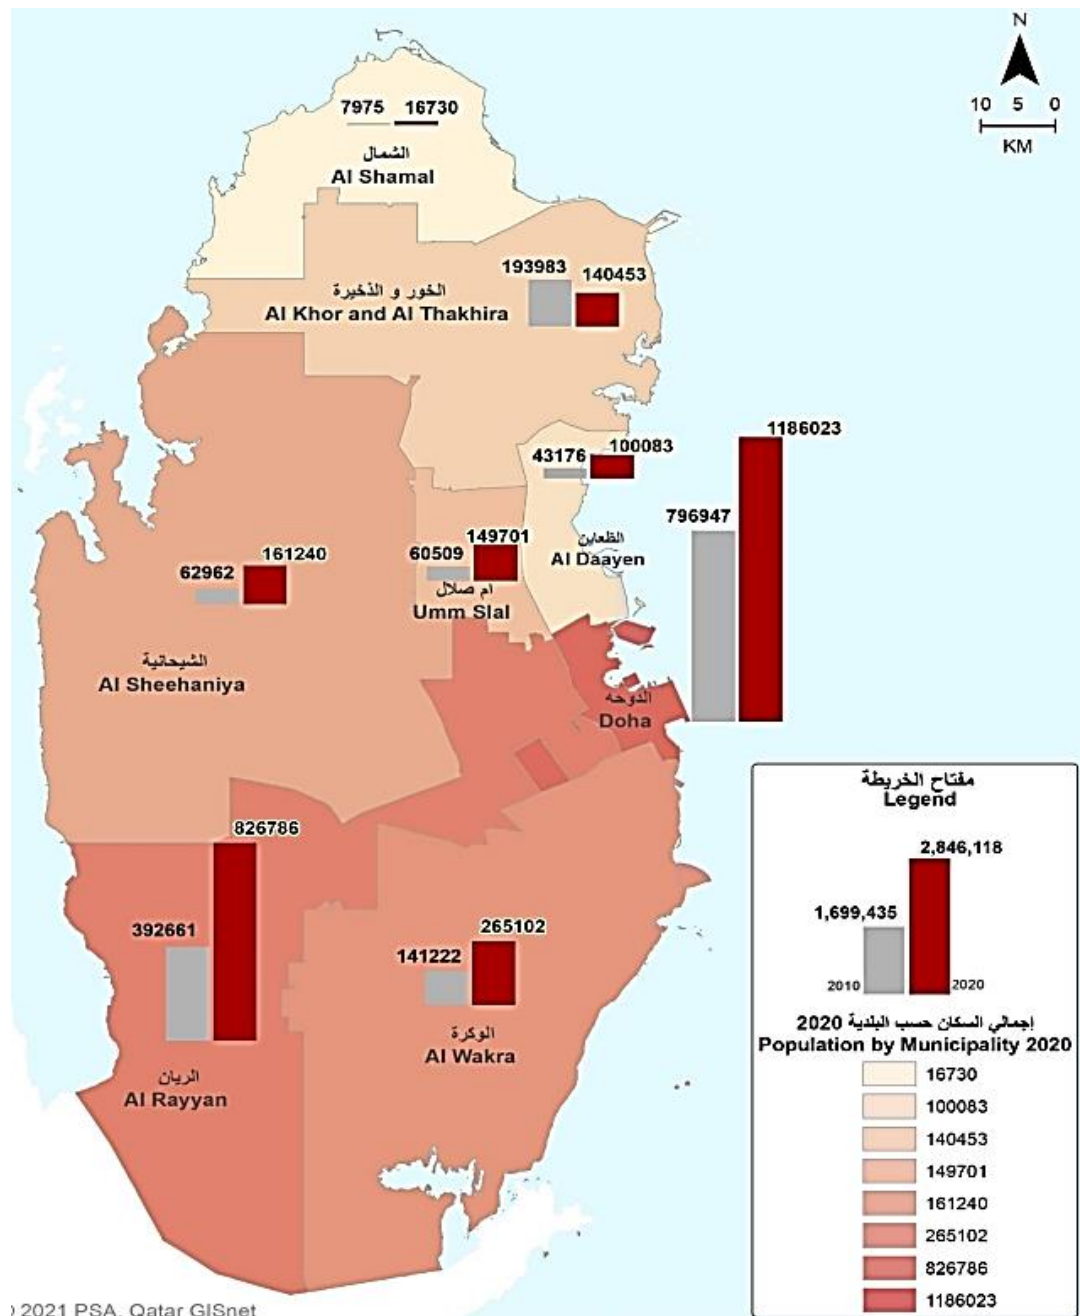 N
10 5 0
KM
7975 16730
الشمال
Al Shamal
193983 140453
الخور و الذخيرة
Al Khor and Al Thakhira
1186023
43176 100083
796947
الظعاين
Al Daayen
60509 149701
ام صلال
Umm Slal
62962 161240
الشيحانية
Al Sheehaniya
الدوحه
Doha
826786
392661
الريان
Al Rayyan
265102
141222
الوكرة
Al Wakra
مفتاح الخريطة
Legend
2,846,118
1,699,435
2010 2020
إجمالي السكان حسب البلدية 2020
Population by Municipality 2020
16730
100083
140453
149701
161240
265102
826786
1186023
2021 PSA, Qatar GISnet